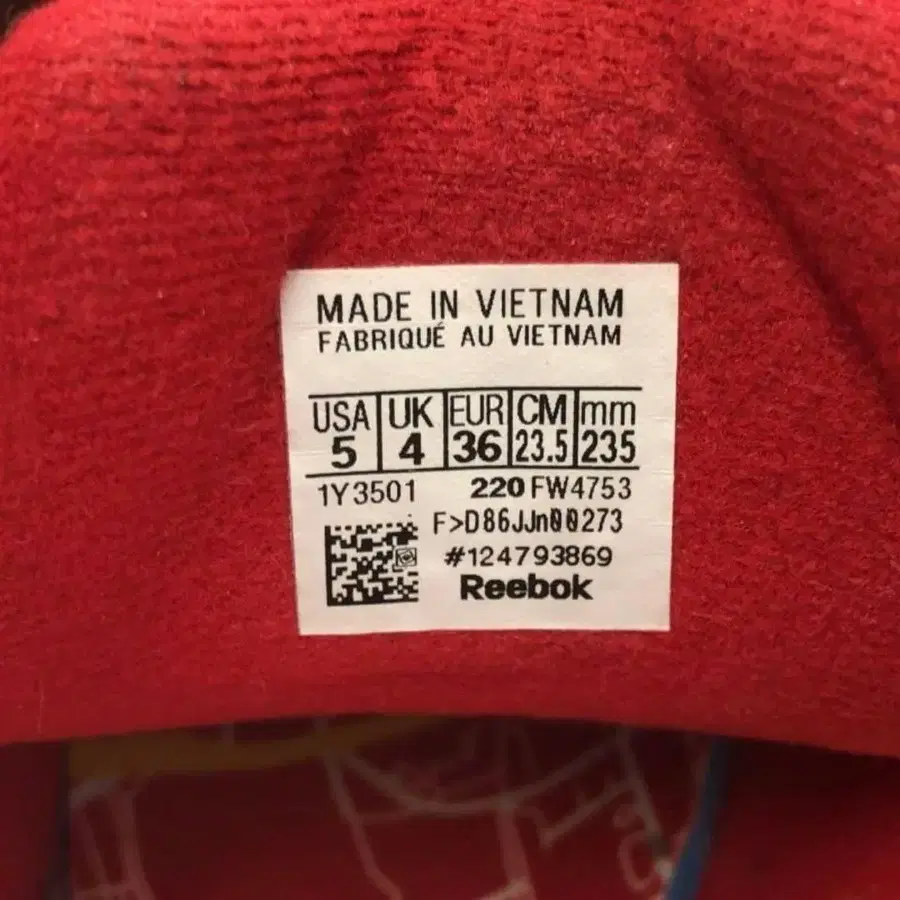 MADE IN VIETNAM
FABRIQUÉ AU VIETNAM
USA UK EUR CM mm
5 4 36 23.5 235
1Y3501 220 FW4753
F>D86JJn00273
#124793869
Reebok